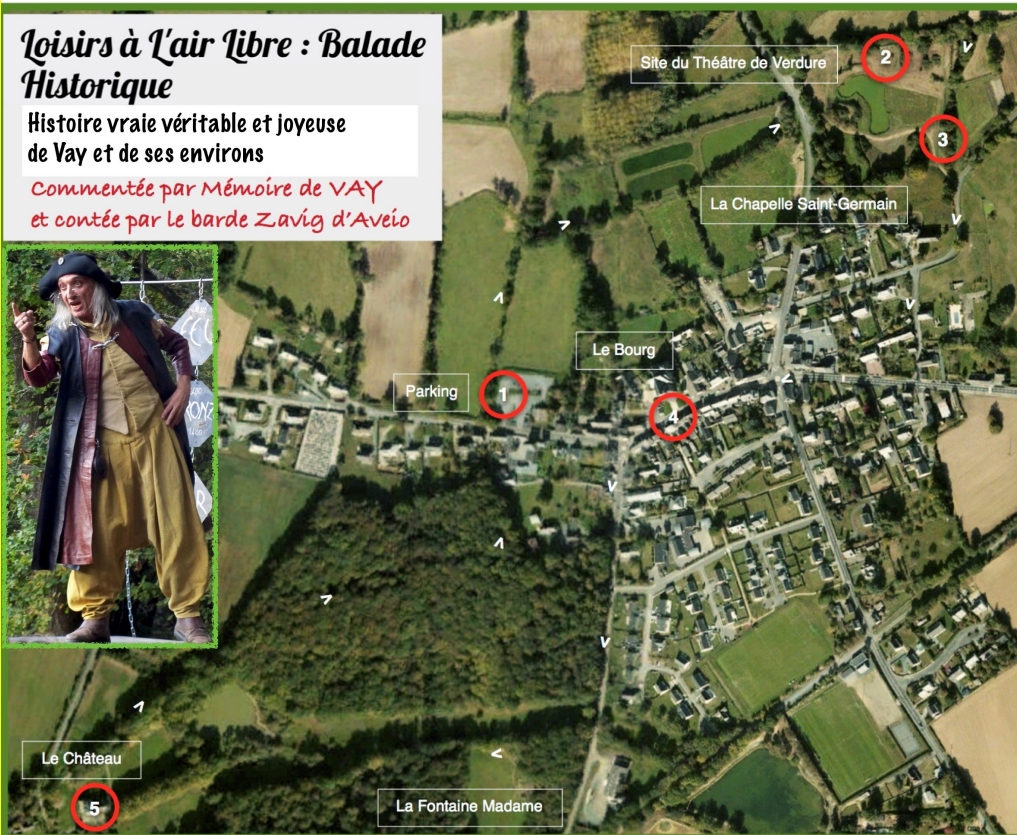 Loisirs à L'air Libre : Balade
Historique
Histoire vraie véritable et joyeuse
de Vay et de ses environs
Commentée par Mémoire de VAY
et contée par le barde Zavig d'Aveio
Site du Théâtre de Verdure
2
3
La Chapelle Saint-Germain
Le Bourg
Parking
1
4
Le Château
5
La Fontaine Madame